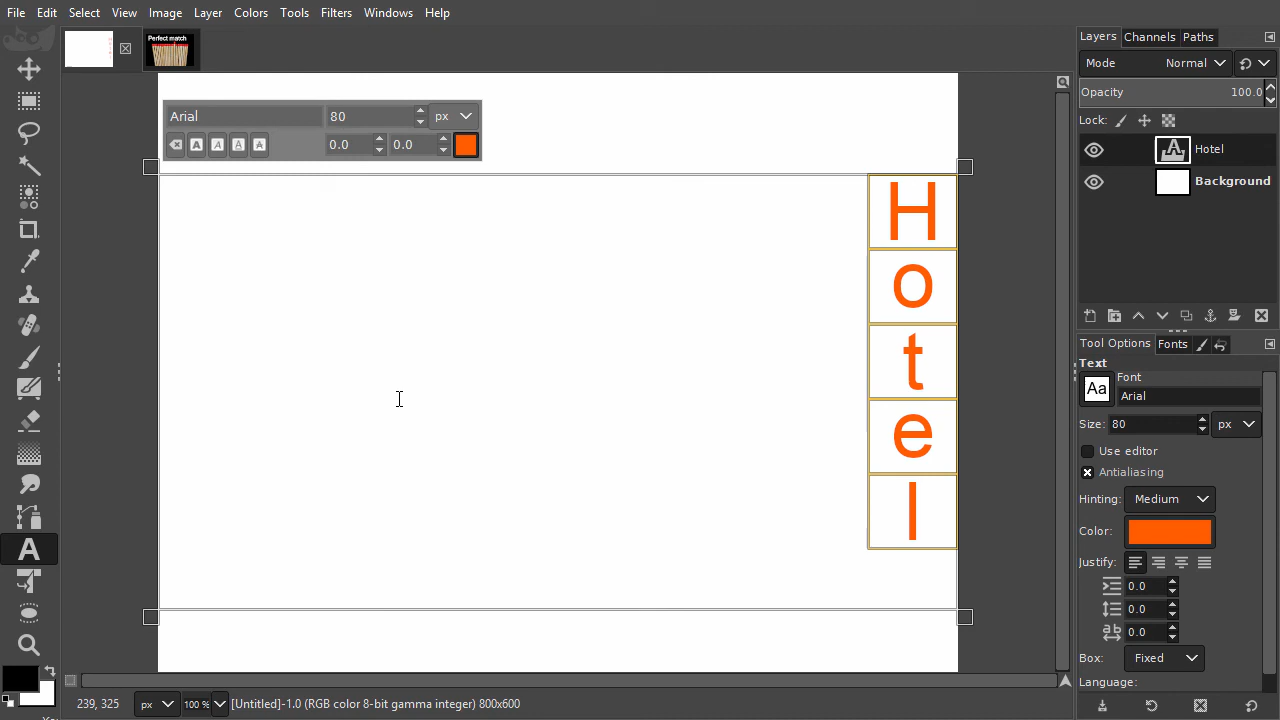 File Edit Select View Image Layer Colors Tools Filters Windows Help
Perfect match
Arial 80 px
0.0 0.0
H
o
t
e
l
Layers Channels Paths
Mode Normal
Opacity 100.0
Lock:
Hotel
Background
Tool Options Fonts
Text
Aa Font
Arial
Size: 80 px
Use editor
Antialiasing
Hinting: Medium
Color:
Justify:
0.0
0.0
0.0
Box: Fixed
Language:
239, 325 px 100 % [Untitled]-1.0 (RGB color 8-bit gamma integer) 800x600